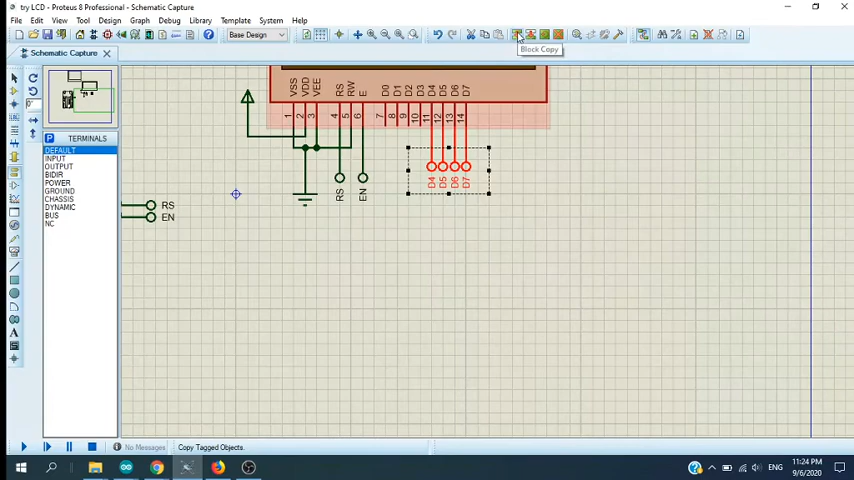 try LCD - Proteus 8 Professional - Schematic Capture
File Edit View Tool Design Graph Debug Library Template System Help
Base Design
Schematic Capture
Block Copy
0°
P TERMINALS
DEFAULT
INPUT
OUTPUT
BIDIR
POWER
GROUND
CHASSIS
DYNAMIC
BUS
NC
VSS VDD VEE RS RW E D0 D1 D2 D3 D4 D5 D6 D7
1 2 3 4 5 6 7 8 9 10 11 12 13 14
RS EN D4 D5 D6 D7
RS
EN
No Messages Copy Tagged Objects.
ENG
11:24 PM
9/6/2020